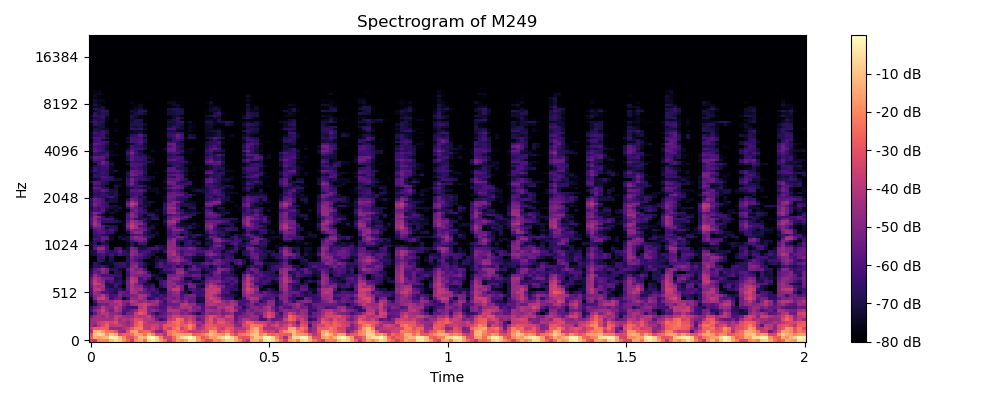 Spectrogram of M249
Hz
16384
8192
4096
2048
1024
512
0
0
0.5
1
1.5
2
Time
-10 dB
-20 dB
-30 dB
-40 dB
-50 dB
-60 dB
-70 dB
-80 dB